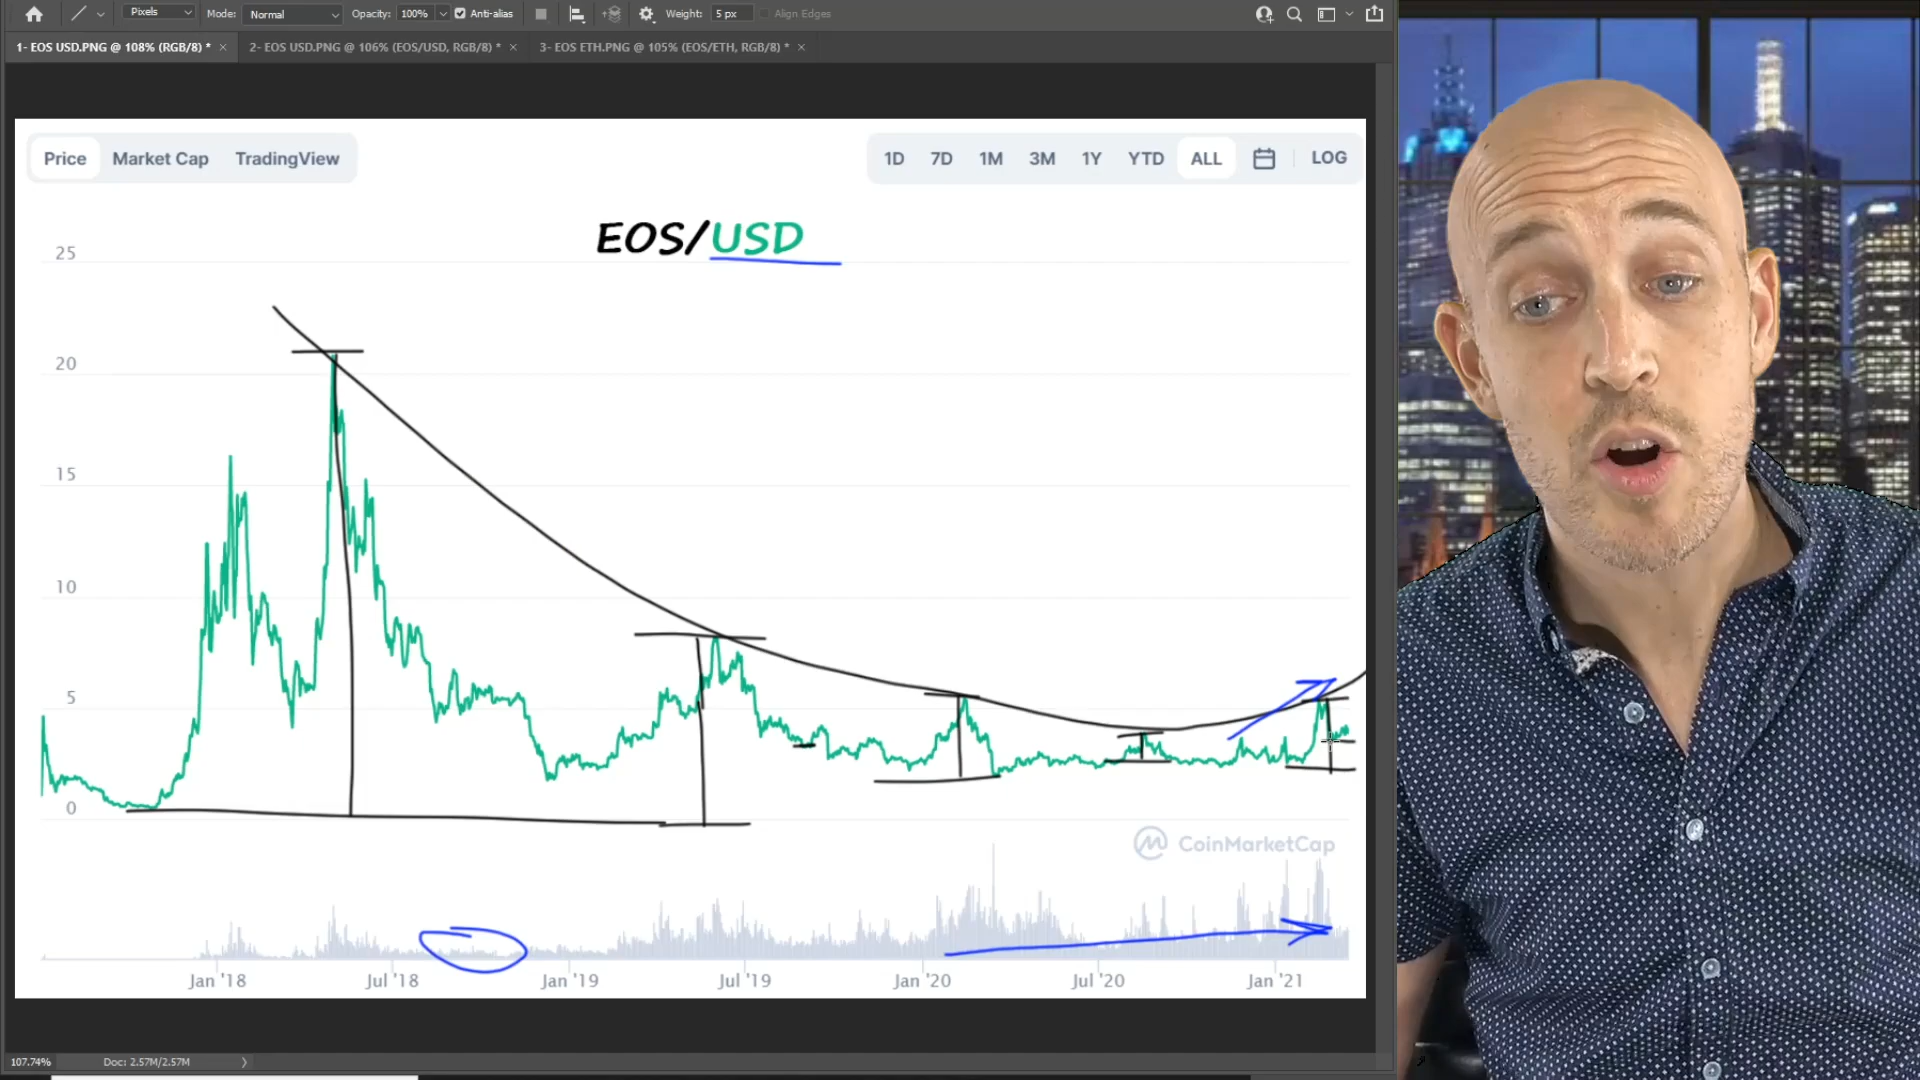 Pixels
Mode: Normal
Opacity: 100%
Anti-alias
Weight: 5 px
Align Edges
1- EOS USD.PNG @ 108% (RGB/8) * ×
2- EOS USD.PNG @ 106% (EOS/USD, RGB/8) * ×
3- EOS ETH.PNG @ 105% (EOS/ETH, RGB/8) * ×
Price Market Cap TradingView
1D 7D 1M 3M 1Y YTD ALL LOG
EOS/USD
25
20
15
10
5
0
CoinMarketCap
Jan '18 Jul '18 Jan '19 Jul '19 Jan '20 Jul '20 Jan '21
107.74% Doc: 2.57M/2.57M